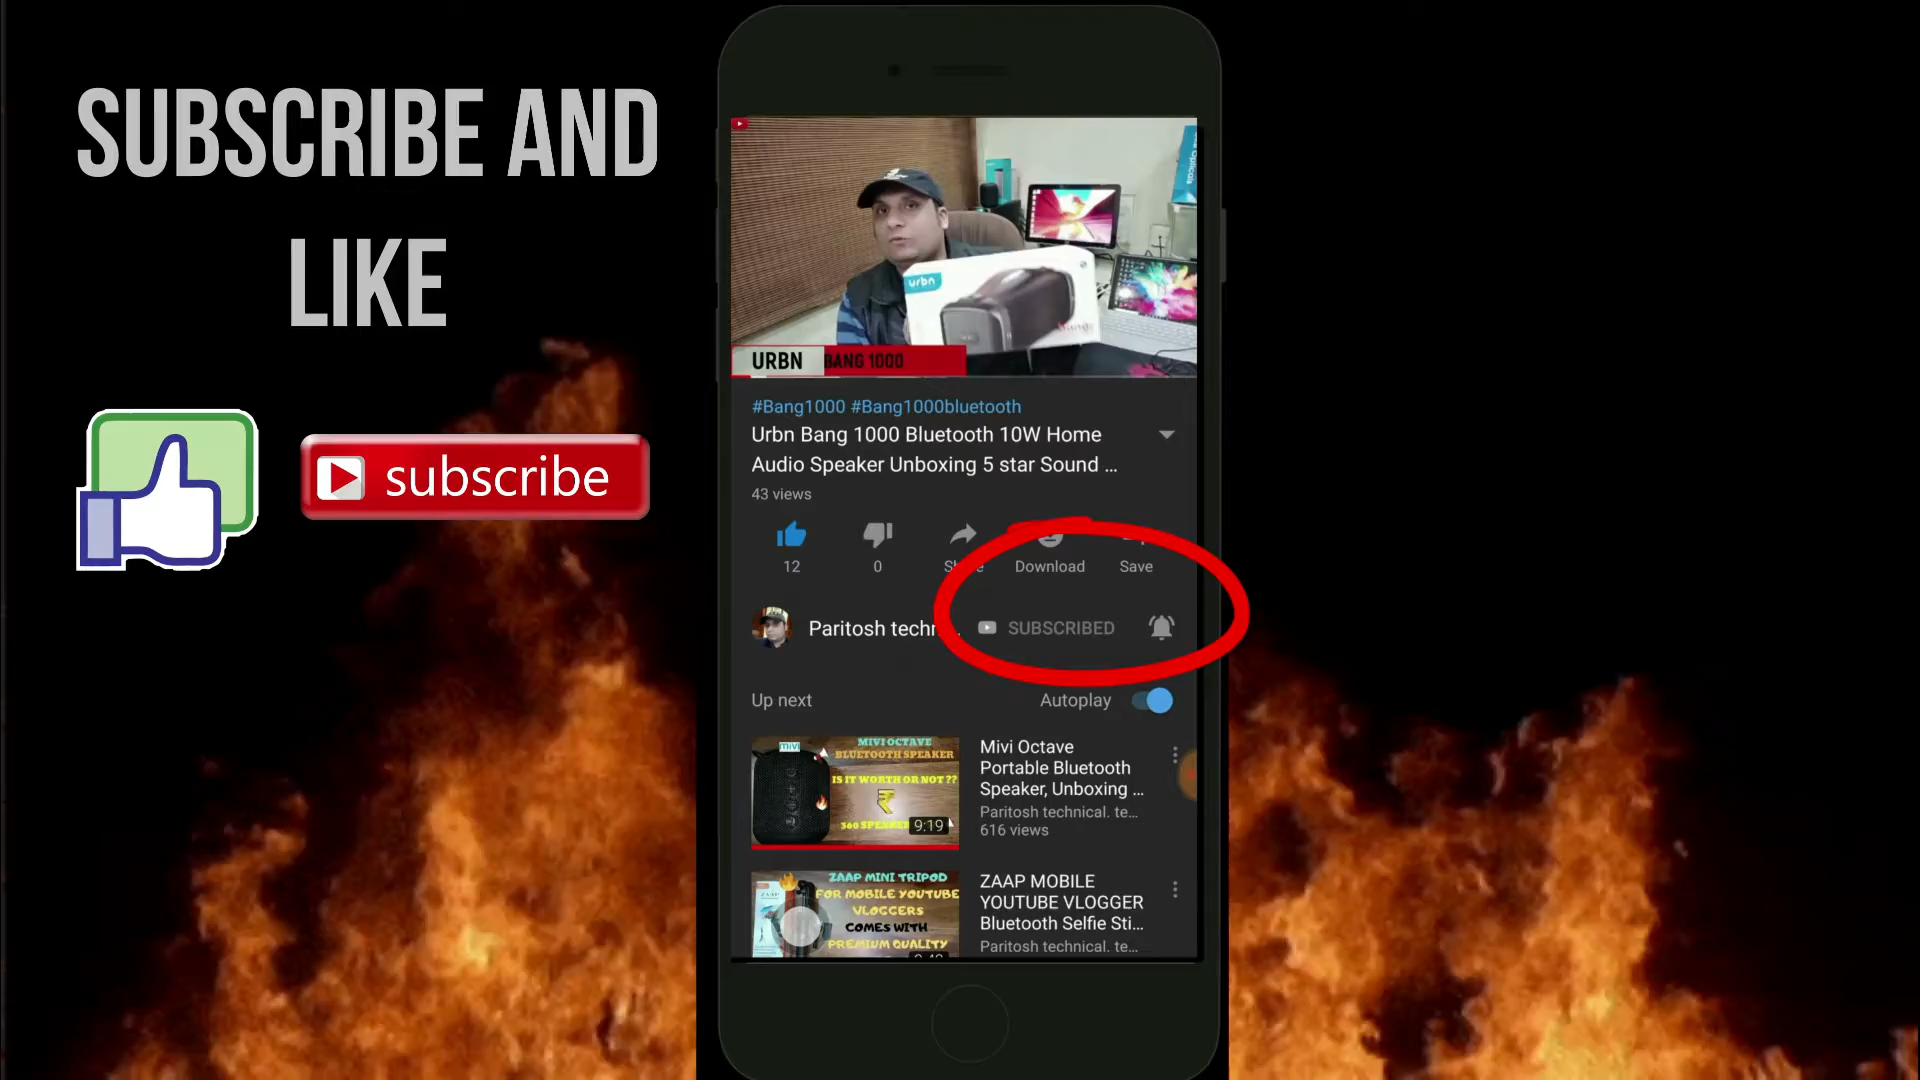 SUBSCRIBE AND
LIKE
subscribe
urbn
URBN BANG 1000
#Bang1000 #Bang1000bluetooth
Urbn Bang 1000 Bluetooth 10W Home
Audio Speaker Unboxing 5 star Sound ...
43 views
12
0
Download
Save
Paritosh techn...
SUBSCRIBED
Up next
Autoplay
mivi
MIVI OCTAVE
BLUETOOTH SPEAKER
IS IT WORTH OR NOT ??
₹
360 SPEAKER
9:19
Mivi Octave
Portable Bluetooth
Speaker, Unboxing ...
Paritosh technical. te...
616 views
ZAAP MINI TRIPOD
FOR MOBILE YOUTUBE
VLOGGERS
COMES WITH
PREMIUM QUALITY
ZAAP MOBILE
YOUTUBE VLOGGER
Bluetooth Selfie Sti...
Paritosh technical. te...